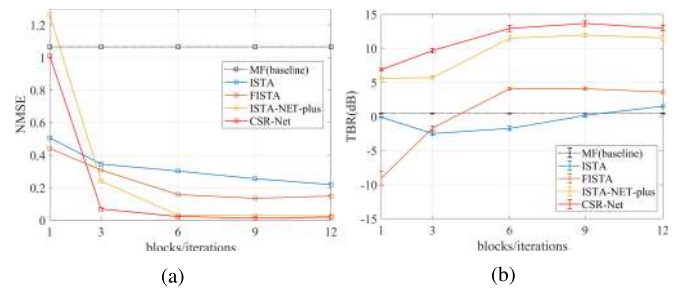 1.2
1
0.8
0.6
0.4
0.2
0
NMSE
MF(baseline)
ISTA
FISTA
ISTA-NET-plus
CSR-Net
1 3 6 9 12
blocks/iterations
(a)
15
10
5
0
-5
-10
-15
TBR(dB)
MF(baseline)
ISTA
FISTA
ISTA-NET-plus
CSR-Net
1 3 6 9 12
blocks/iterations
(b)